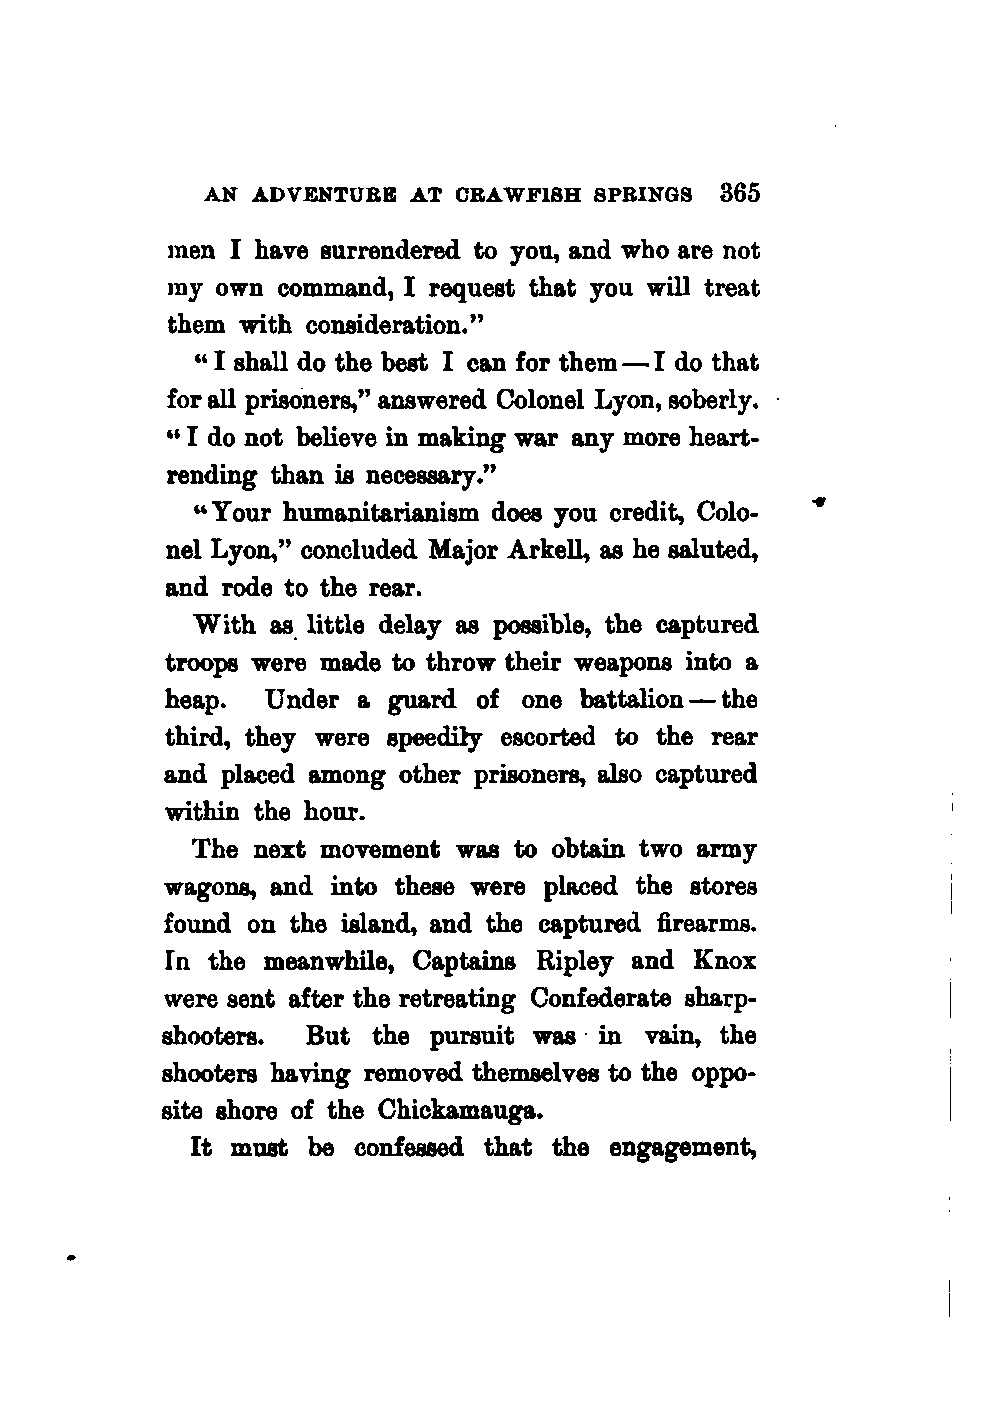 AN ADVENTURE AT CRAWFISH SPRINGS 365
men I have surrendered to you, and who are not
my own command, I request that you will treat
them with consideration."
"I shall do the best I can for them—I do that
for all prisoners," answered Colonel Lyon, soberly.
"I do not believe in making war any more heart-
rending than is necessary."
"Your humanitarianism does you credit, Colo-
nel Lyon," concluded Major Arkell, as he saluted,
and rode to the rear.
With as little delay as possible, the captured
troops were made to throw their weapons into a
heap. Under a guard of one battalion—the
third, they were speedily escorted to the rear
and placed among other prisoners, also captured
within the hour.
The next movement was to obtain two army
wagons, and into these were placed the stores
found on the island, and the captured firearms.
In the meanwhile, Captains Ripley and Knox
were sent after the retreating Confederate sharp-
shooters. But the pursuit was in vain, the
shooters having removed themselves to the oppo-
site shore of the Chickamauga.
It must be confessed that the engagement,